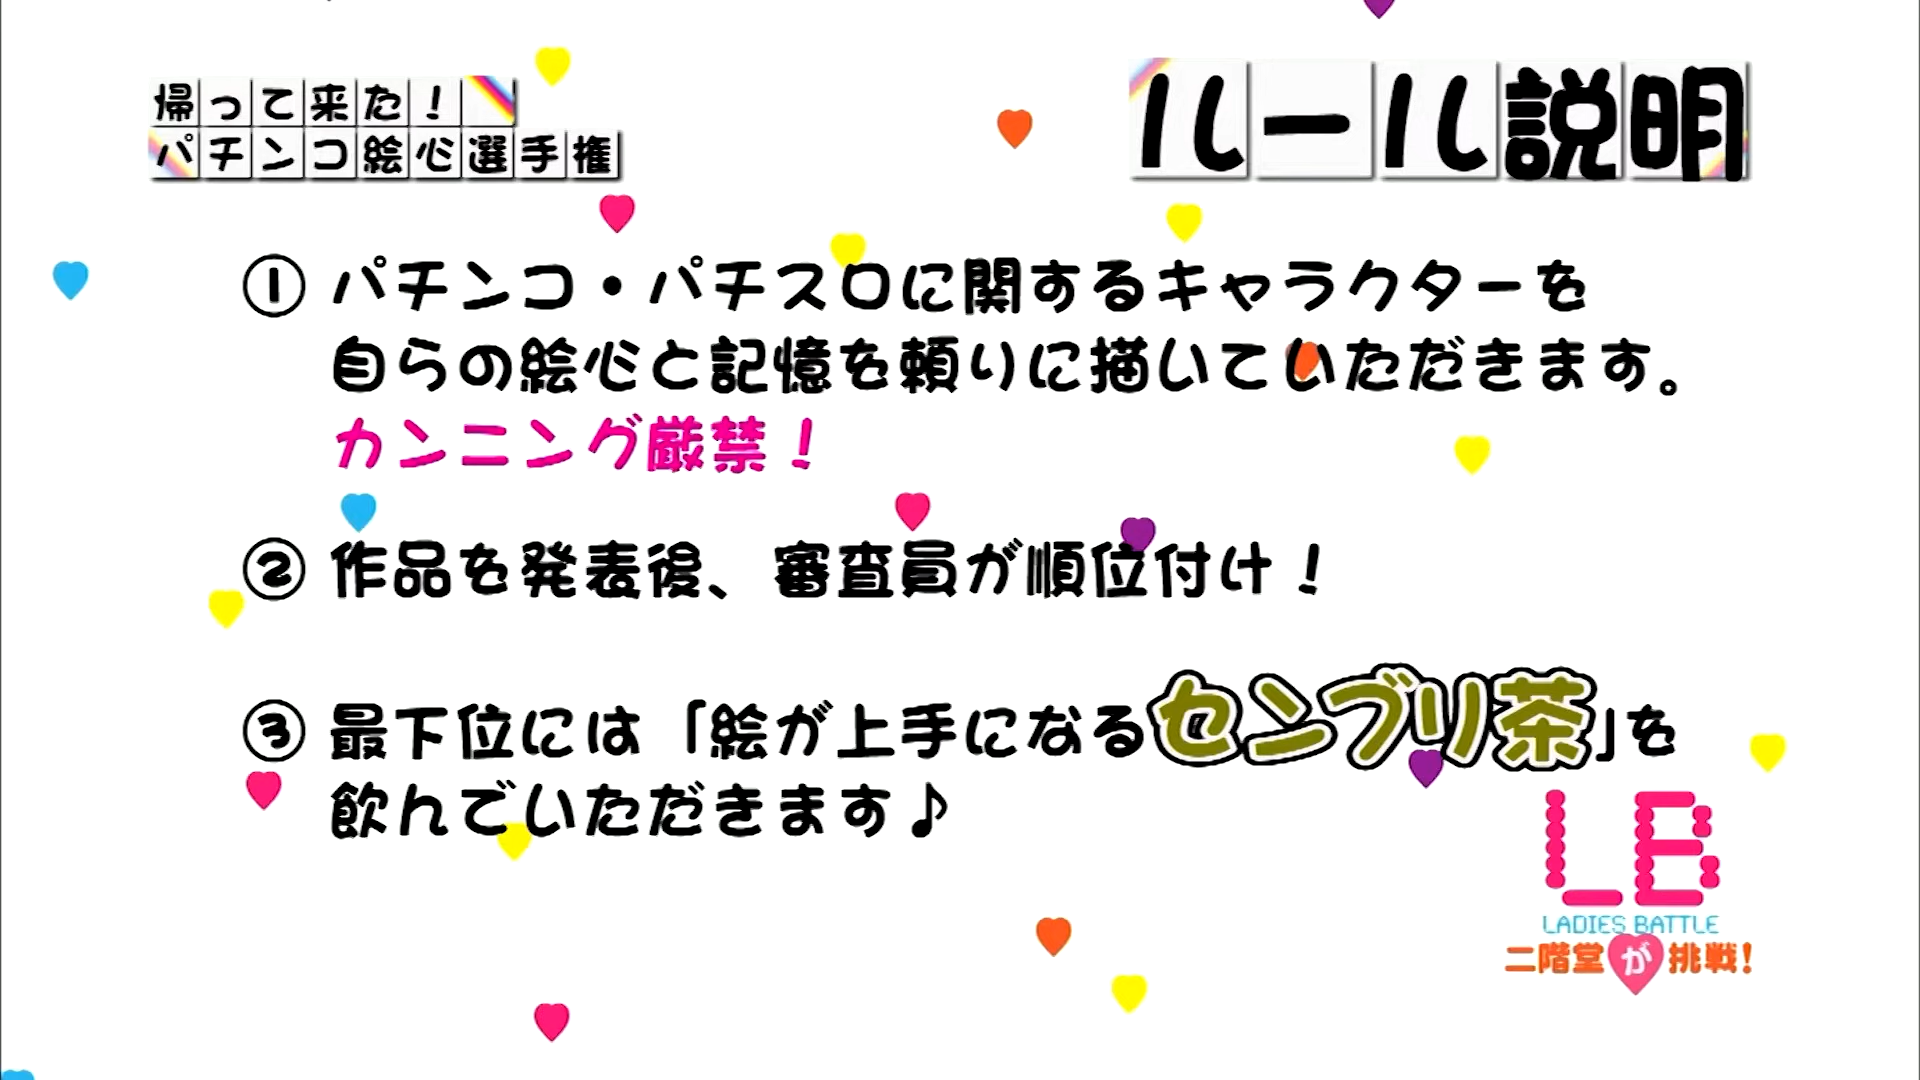 帰って来た！
パチンコ絵心選手権
ルール説明
① パチンコ・パチスロに関するキャラクターを
自らの絵心と記憶を頼りに描いていただきます。
カンニング厳禁！
② 作品を発表後、審査員が順位付け！
③ 最下位には「絵が上手になるセンブリ茶」を
飲んでいただきます♪
LB
LADIES BATTLE
二階堂が挑戦！